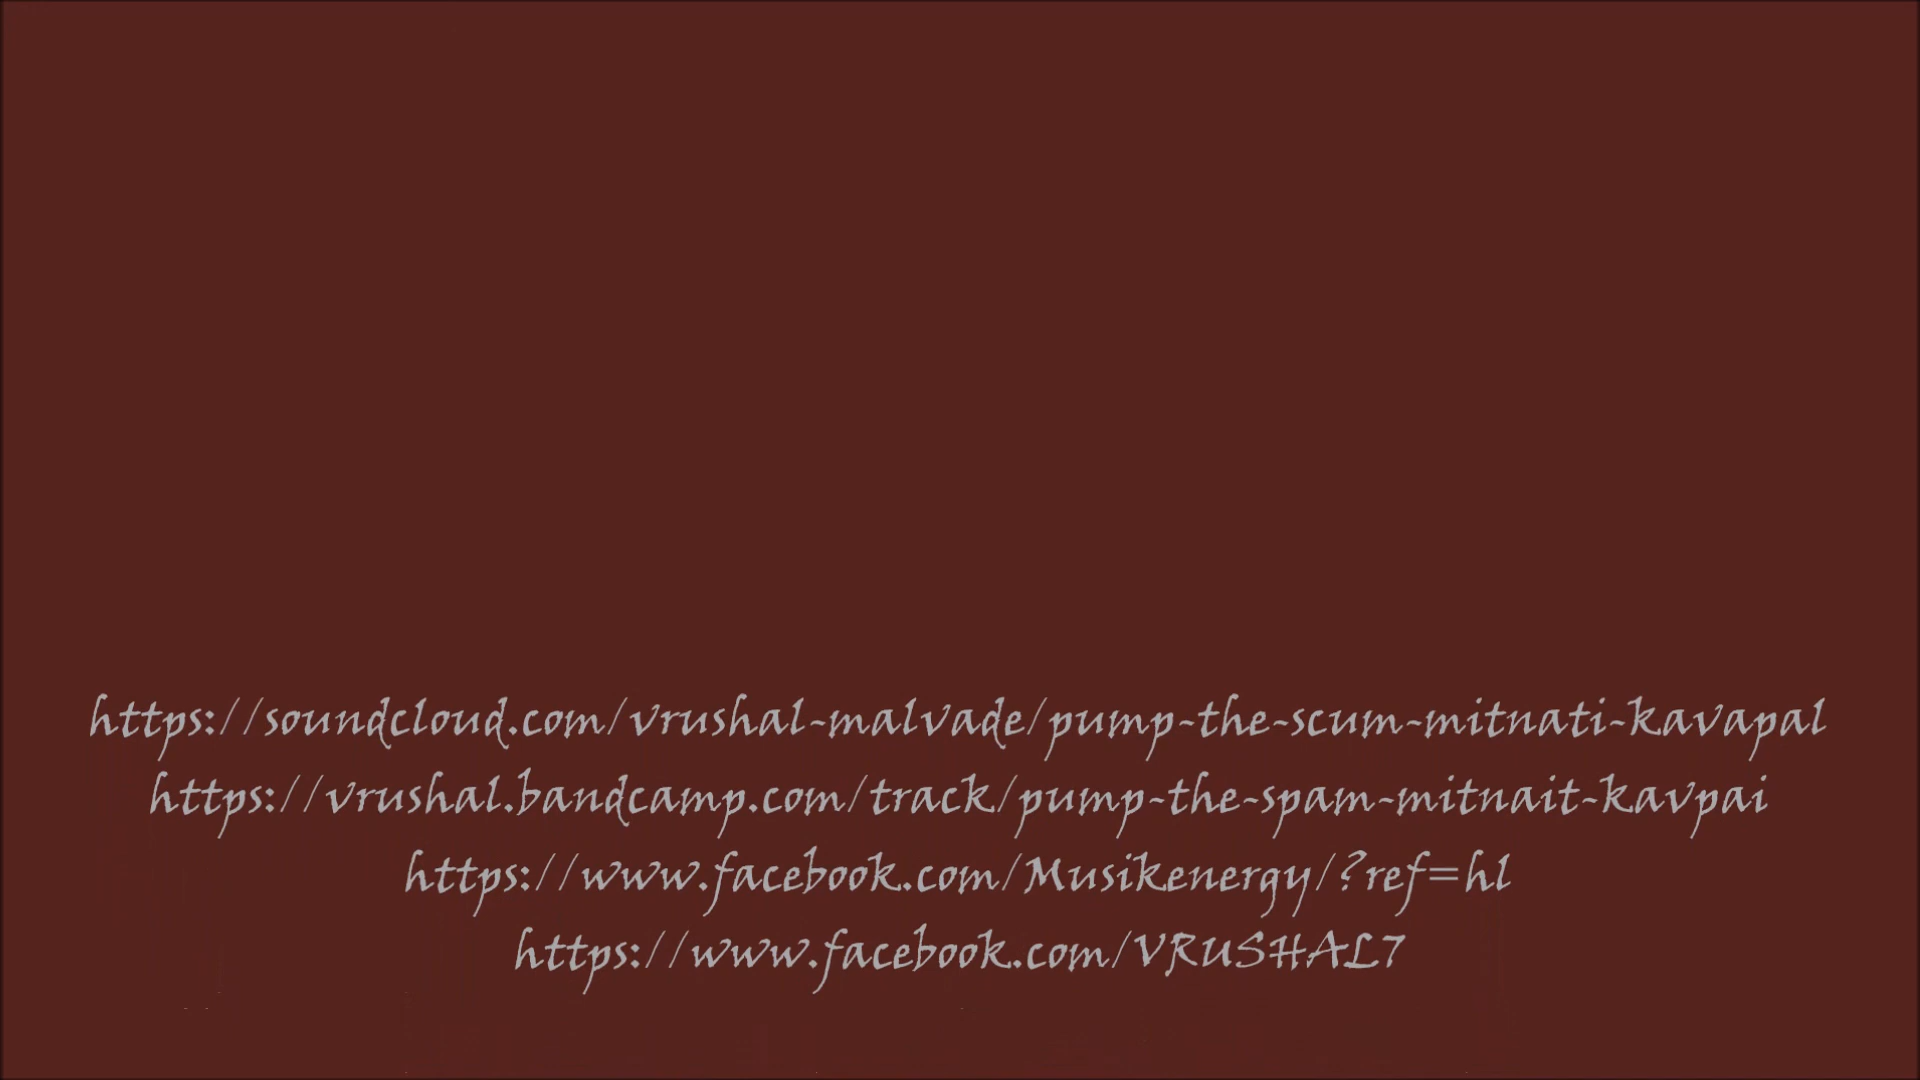 https://soundcloud.com/vrushal-malvade/pump-the-scum-mitnati-kavapal
https://vrushal.bandcamp.com/track/pump-the-spam-mitnait-kavpai
https://www.facebook.com/Musikenergy/?ref=hl
https://www.facebook.com/VRUSHAL7